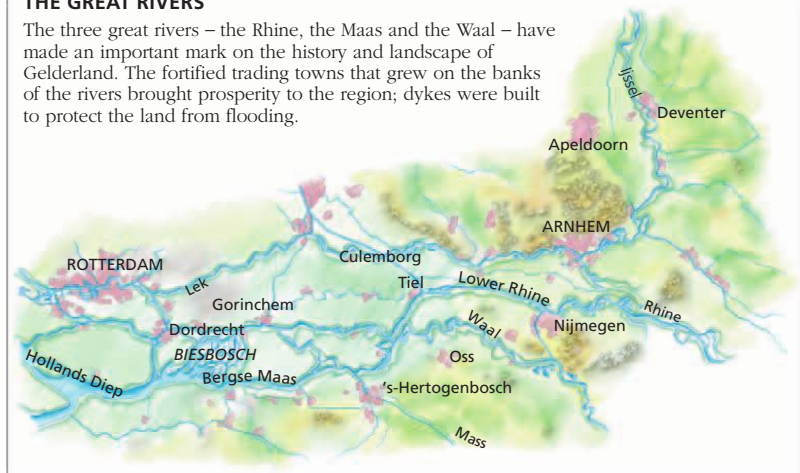 THE GREAT RIVERS
The three great rivers – the Rhine, the Maas and the Waal – have
made an important mark on the history and landscape of
Gelderland. The fortified trading towns that grew on the banks
of the rivers brought prosperity to the region; dykes were built
to protect the land from flooding.
Ijssel
Deventer
Apeldoorn
ARNHEM
Culemborg
ROTTERDAM
Tiel
Lower Rhine
Lek
Gorinchem
Rhine
Waal
Nijmegen
Dordrecht
BIESBOSCH
Oss
Hollands Diep
Bergse Maas
's-Hertogenbosch
Mass